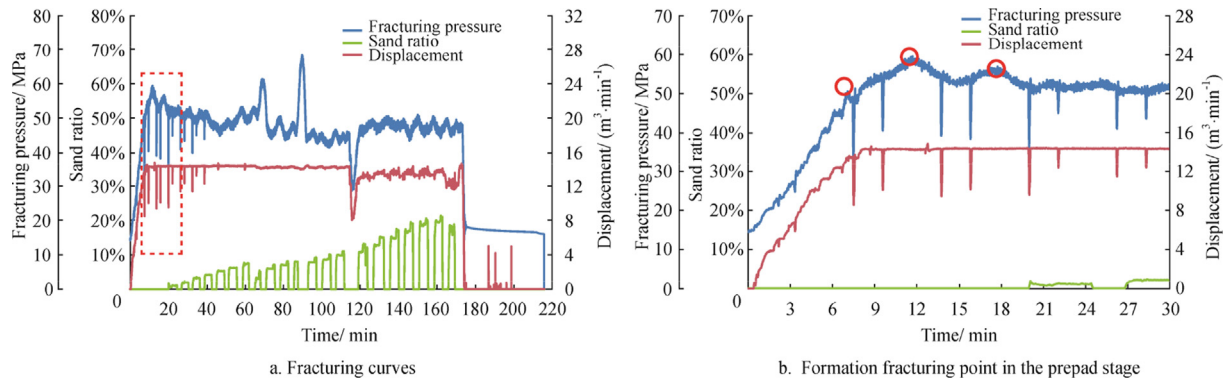 Fracturing pressure/ lg MPa
60
50
40
30
20
10
0
Sand ratio
80%
70%
60%
50%
40%
30%
20%
10%
0
Fracturing pressure
Sand ratio
Displacement
32
28
24
20
16
12
8
4
0
Displacement/ (m³·min⁻¹)
20 40 60 80 100 120 140 160 180 200 220
Time/ min
a. Fracturing curves
Fracturing pressure/ MPa
80
70
60
50
40
30
20
10
0
Sand ratio
80%
70%
60%
50%
40%
30%
20%
10%
0
Fracturing pressure
Sand ratio
Displacement
28
24
20
16
12
8
4
0
Displacement/ (m³·min⁻¹)
3 6 9 12 15 18 21 24 27 30
Time/ min
b. Formation fracturing point in the prepad stage